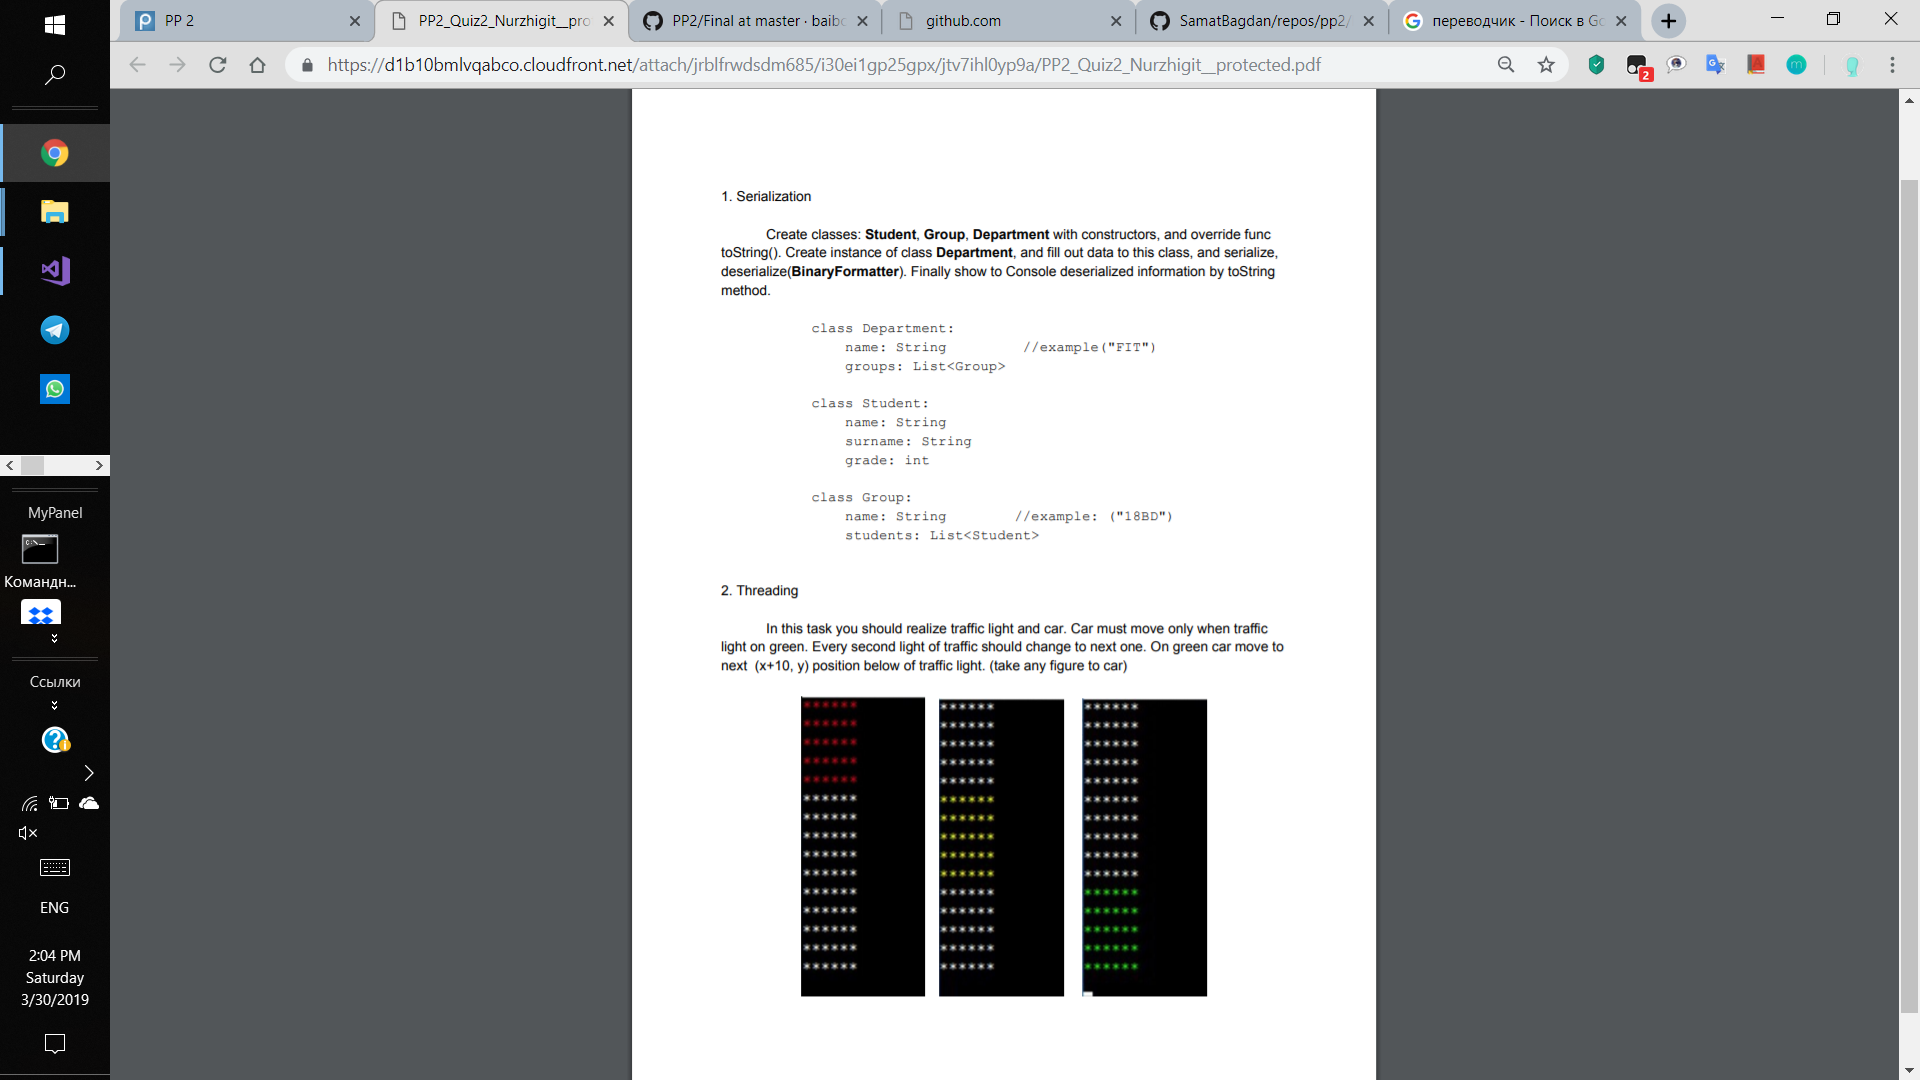 PP 2
PP2_Quiz2_Nurzhigit__pro
PP2/Final at master · baibo
github.com
SamatBagdan/repos/pp2/
переводчик - Поиск в Go
https://d1b10bmlvqabco.cloudfront.net/attach/jrblfrwdsdm685/i30ei1gp25gpx/jtv7ihl0yp9a/PP2_Quiz2_Nurzhigit__protected.pdf
2
1. Serialization
Create classes: Student, Group, Department with constructors, and override func
toString(). Create instance of class Department, and fill out data to this class, and serialize,
deserialize(BinaryFormatter). Finally show to Console deserialized information by toString
method.
class Department:
name: String //example("FIT")
groups: List<Group>
class Student:
name: String
surname: String
grade: int
class Group:
name: String //example: ("18BD")
students: List<Student>
2. Threading
In this task you should realize traffic light and car. Car must move only when traffic
light on green. Every second light of traffic should change to next one. On green car move to
next (x+10, y) position below of traffic light. (take any figure to car)
MyPanel
Командн...
Ссылки
ENG
2:04 PM
Saturday
3/30/2019